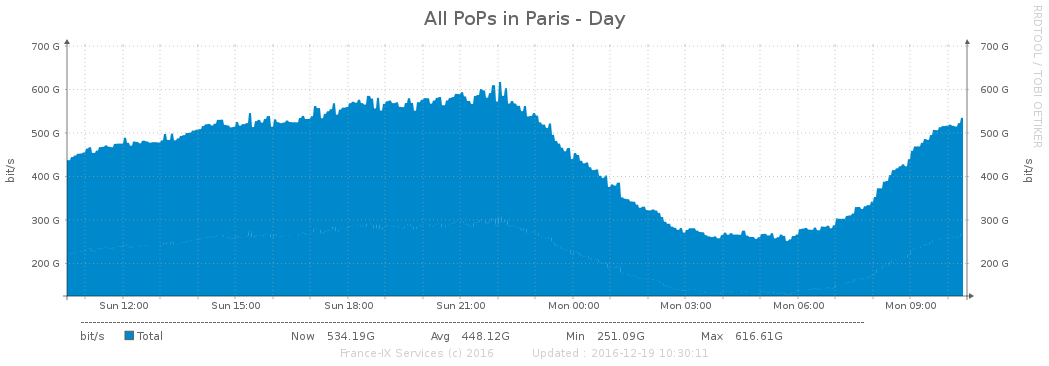 All PoPs in Paris - Day
RRDTOOL / TOBI OETIKER
700 G 700 G
600 G 600 G
500 G 500 G
400 G 400 G
300 G 300 G
200 G 200 G
bit/s bit/s
Sun 12:00 Sun 15:00 Sun 18:00 Sun 21:00 Mon 00:00 Mon 03:00 Mon 06:00 Mon 09:00
bit/s Total Now 534.19G Avg 448.12G Min 251.09G Max 616.61G
France-IX Services (c) 2016 Updated : 2016-12-19 10:30:11